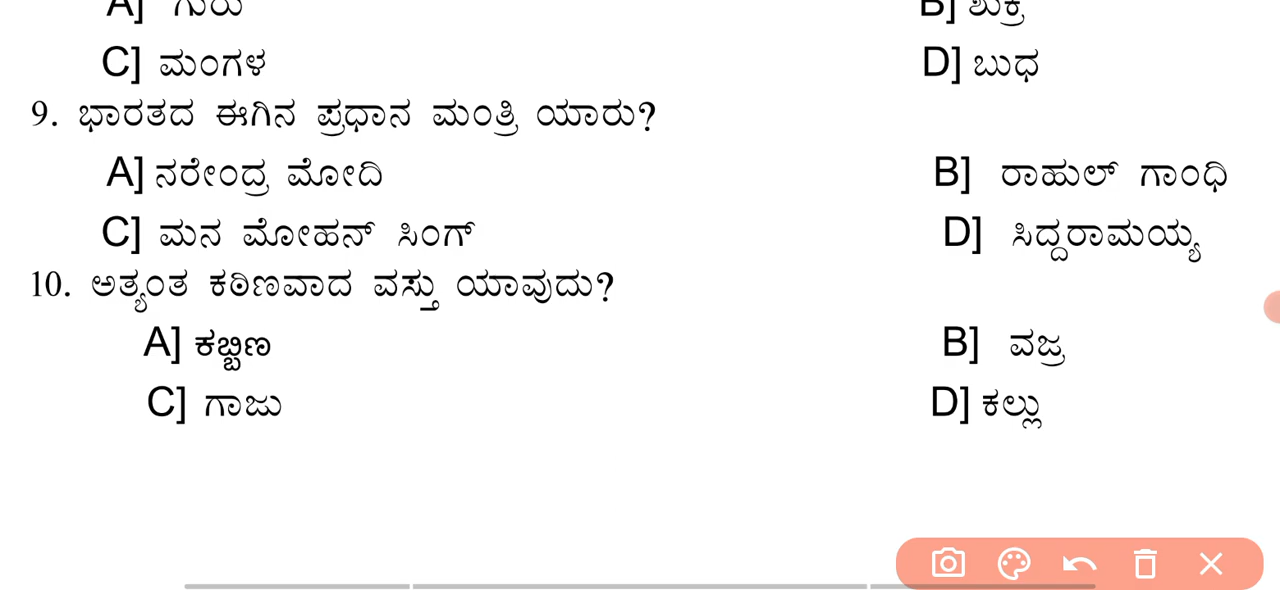 A] ಗುರು B] ಶುಕ್ರ
C] ಮಂಗಳ D] ಬುಧ
9. ಭಾರತದ ಈಗಿನ ಪ್ರಧಾನ ಮಂತ್ರಿ ಯಾರು?
A] ನರೇಂದ್ರ ಮೋದಿ B] ರಾಹುಲ್ ಗಾಂಧಿ
C] ಮನ ಮೋಹನ್ ಸಿಂಗ್ D] ಸಿದ್ದರಾಮಯ್ಯ
10. ಅತ್ಯಂತ ಕಠಿಣವಾದ ವಸ್ತು ಯಾವುದು?
A] ಕಬ್ಬಿಣ B] ವಜ್ರ
C] ಗಾಜು D] ಕಲ್ಲು